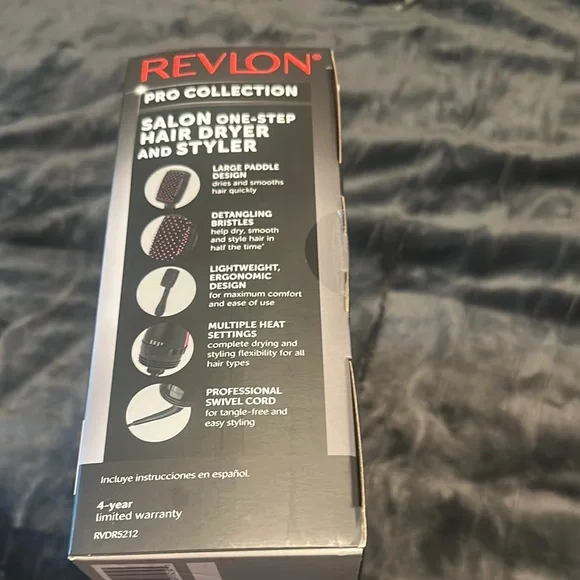 REVLON®
PRO COLLECTION
SALON ONE-STEP
HAIR DRYER
AND STYLER
LARGE PADDLE
DESIGN
dries and smooths
hair quickly
DETANGLING
BRISTLES
help dry, smooth
and style hair in
half the time*
LIGHTWEIGHT,
ERGONOMIC
DESIGN
for maximum comfort
and ease of use
MULTIPLE HEAT
SETTINGS
complete drying and
styling flexibility for all
hair types
PROFESSIONAL
SWIVEL CORD
for tangle-free and
easy styling
Incluye instrucciones en español.
4-year
limited warranty
RVDR5212